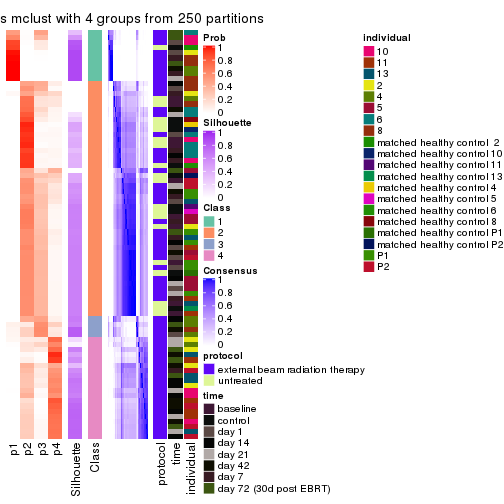 s mclust with 4 groups from 250 partitions
Prob
1
0.8
0.6
0.4
0.2
0
Silhouette
1
0.8
0.6
0.4
0.2
0
Class
1
2
3
4
Consensus
1
0.8
0.6
0.4
0.2
0
protocol
external beam radiation therapy
untreated
time
baseline
control
day 1
day 14
day 21
day 42
day 7
day 72 (30d post EBRT)
individual
10
11
13
2
4
5
6
8
matched healthy control 2
matched healthy control 10
matched healthy control 11
matched healthy control 13
matched healthy control 4
matched healthy control 5
matched healthy control 6
matched healthy control 8
matched healthy control P1
matched healthy control P2
P1
P2
p1
p2
p3
p4
Silhouette
Class
protocol
time
individual